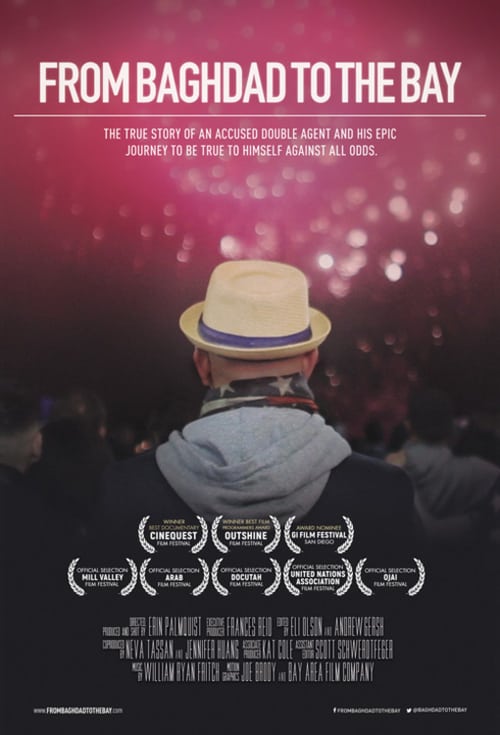 FROM BAGHDAD TO THE BAY
THE TRUE STORY OF AN ACCUSED DOUBLE AGENT AND HIS EPIC
JOURNEY TO BE TRUE TO HIMSELF AGAINST ALL ODDS.
WINNER
BEST DOCUMENTARY
CINEQUEST
FILM FESTIVAL
WINNER BEST FILM
PROGRAMMERS AWARD
OUTSHINE
FILM FESTIVAL
AWARD NOMINEE
GI FILM FESTIVAL
SAN DIEGO
OFFICIAL SELECTION
MILL VALLEY
FILM FESTIVAL
OFFICIAL SELECTION
ARAB
FILM FESTIVAL
OFFICIAL SELECTION
DOCUTAH
FILM FESTIVAL
OFFICIAL SELECTION
UNITED NATIONS
ASSOCIATION
FILM FESTIVAL
OFFICIAL SELECTION
OJAI
FILM FESTIVAL
DIRECTED, PRODUCED AND SHOT BY ERIN PALMQUIST EXECUTIVE PRODUCER FRANCES REID EDITED BY ELI OLSON AND ANDREW GERSH
COPRODUCED BY NEVA TASSAN AND JENNIFER HUANG ASSOCIATE PRODUCER KAT COLE ASSISTANT EDITOR SCOTT SCHWERDTFEGER
MUSIC BY WILLIAM RYAN FRITCH MOTION GRAPHICS JOE BRODY AND BAY AREA FILM COMPANY
www.FROMBAGHDADTOTHEBAY.com
FROMBAGHDADTOTHEBAY
@BAGHDADTOTHEBAY